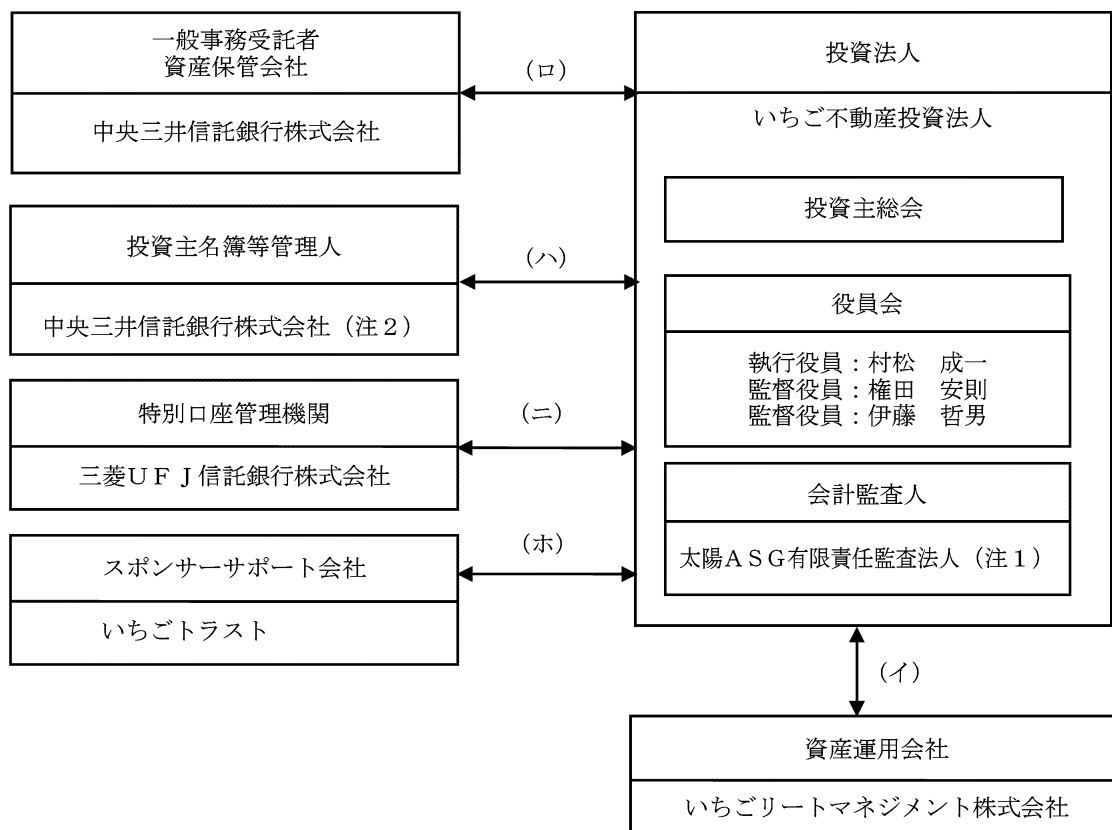 一般事務受託者
資産保管会社
中央三井信託銀行株式会社
(ロ)
投資法人
いちご不動産投資法人
投資主総会
投資主名簿等管理人
中央三井信託銀行株式会社（注２）
(ハ)
役員会
執行役員：村松　成一
監督役員：権田　安則
監督役員：伊藤　哲男
特別口座管理機関
三菱ＵＦＪ信託銀行株式会社
(ニ)
会計監査人
太陽ＡＳＧ有限責任監査法人（注１）
スポンサーサポート会社
いちごトラスト
(ホ)
(イ)
資産運用会社
いちごリートマネジメント株式会社